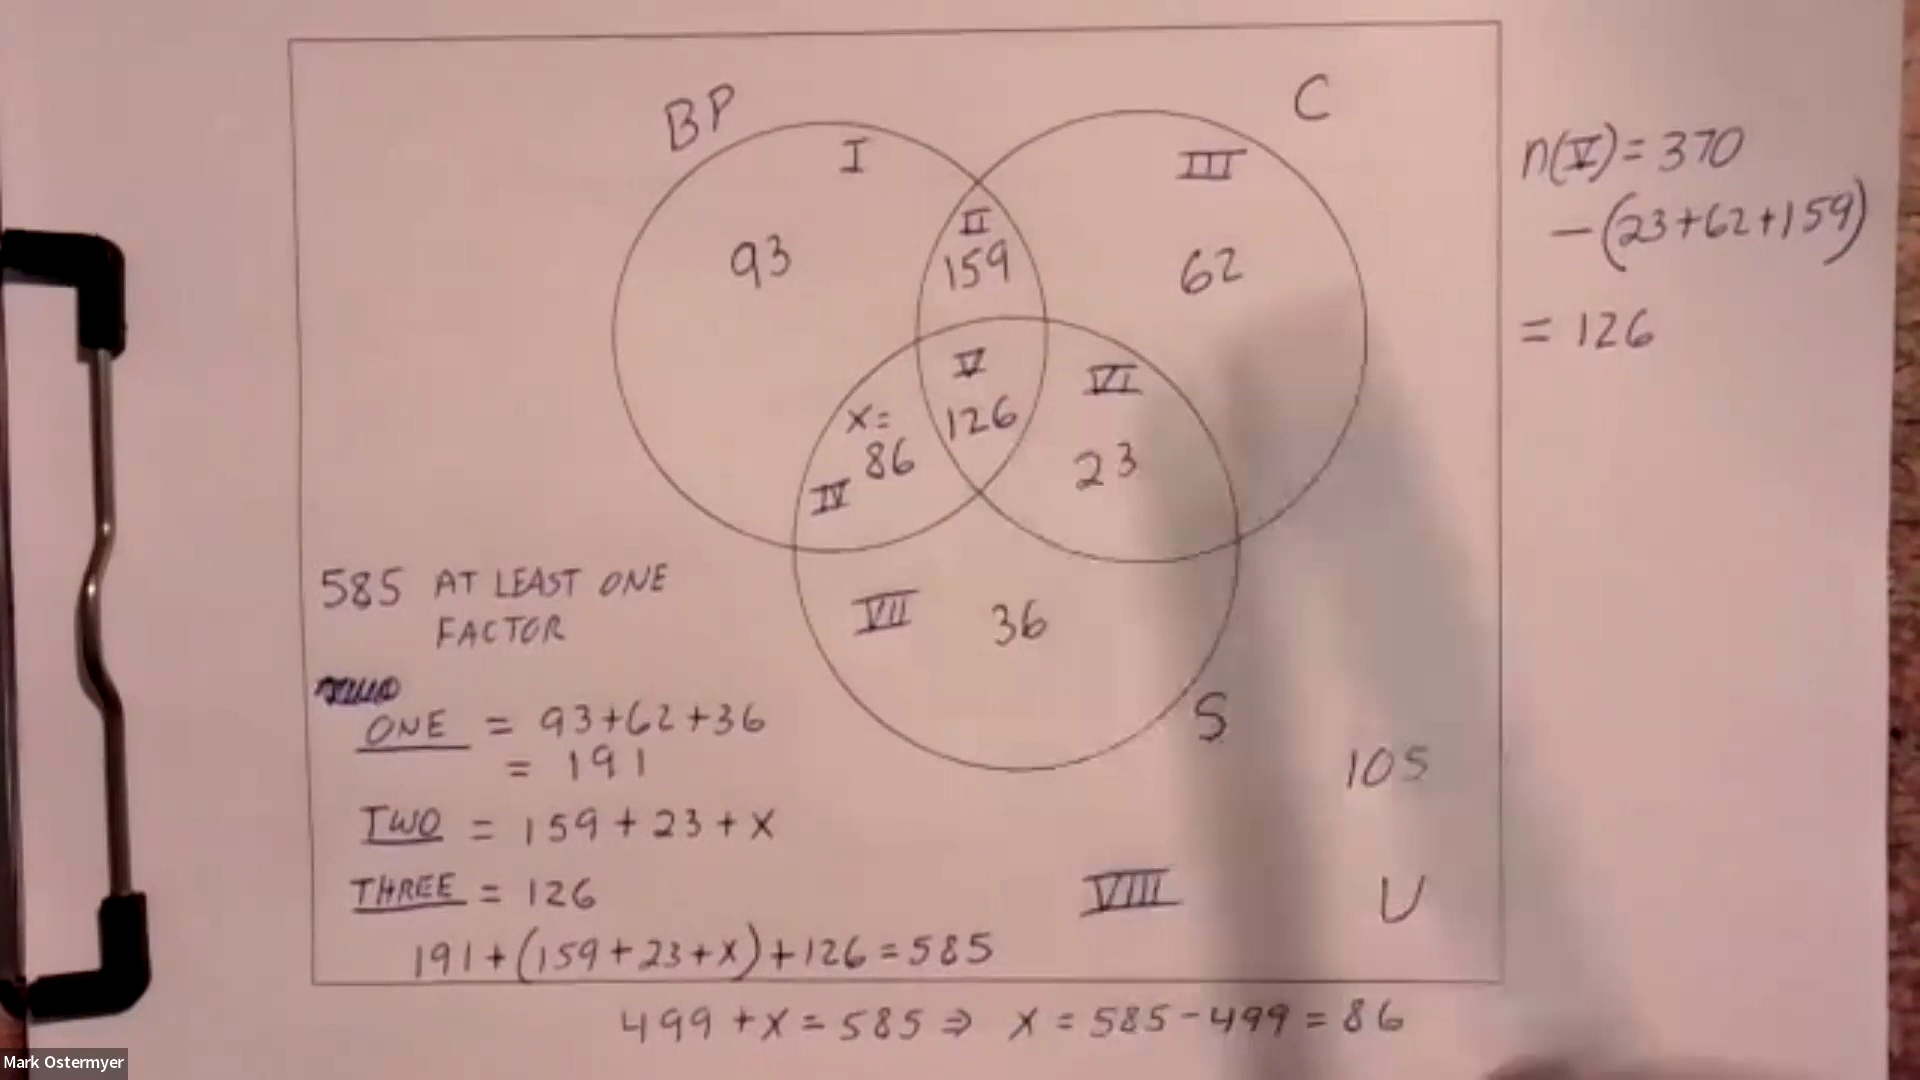 BP
C
I
III
II
93
159
62
V
VI
X=
126
86
23
IV
VII
36
S
105
VIII
U
n(V) = 370
- (23+62+159)
= 126
585 AT LEAST ONE
FACTOR
ONE = 93+62+36
= 191
TWO = 159 + 23 + X
THREE = 126
191+(159+23+X)+126=585
499 + X = 585 ⇒ X = 585 - 499 = 86
Mark Ostermyer